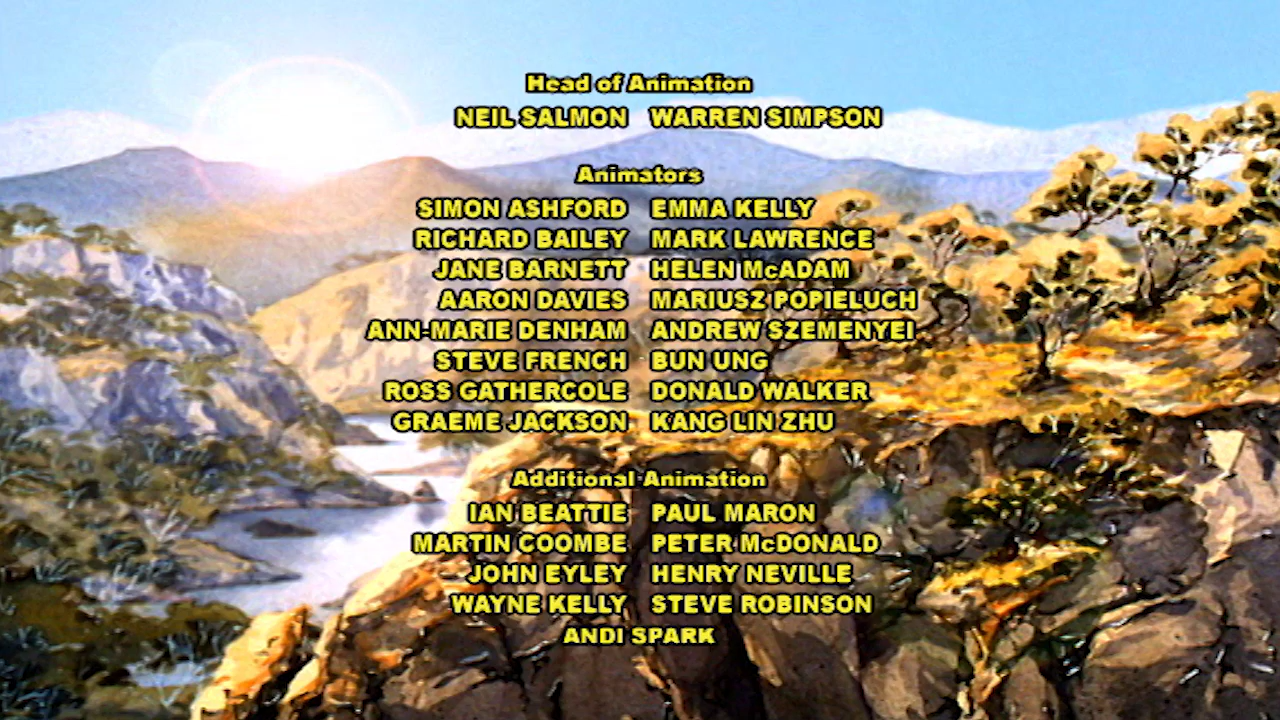 Head of Animation
NEIL SALMON WARREN SIMPSON
Animators
SIMON ASHFORD EMMA KELLY
RICHARD BAILEY MARK LAWRENCE
JANE BARNETT HELEN McADAM
AARON DAVIES MARIUSZ POPIELUCH
ANN-MARIE DENHAM ANDREW SZEMENYEI
STEVE FRENCH BUN UNG
ROSS GATHERCOLE DONALD WALKER
GRAEME JACKSON KANG LIN ZHU
Additional Animation
IAN BEATTIE PAUL MARON
MARTIN COOMBE PETER McDONALD
JOHN EYLEY HENRY NEVILLE
WAYNE KELLY STEVE ROBINSON
ANDI SPARK